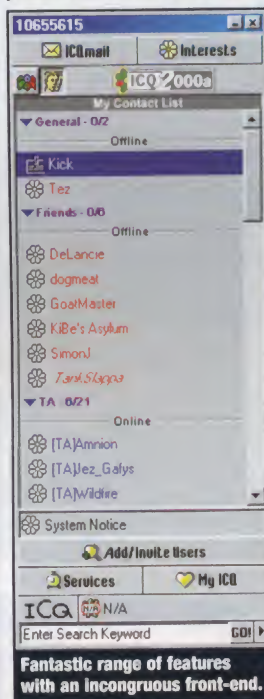 10655615
ICQmail
Interests
ICQ 2000a
My Contact List
General - 0/2
Offline
Kick
Tez
Friends - 0/6
Offline
DeLancie
dogmeat
GoatMaster
KiBe's Asylum
SimonJ
TankSlappa
TA - 6/21
Online
[TA]Amnion
[TA]Jez_Galys
[TA]Wildfire
System Notice
Add/Invite Users
Services
My ICQ
ICQ N/A N/A
Enter Search Keyword GO!
Fantastic range of features
with an incongruous front-end.